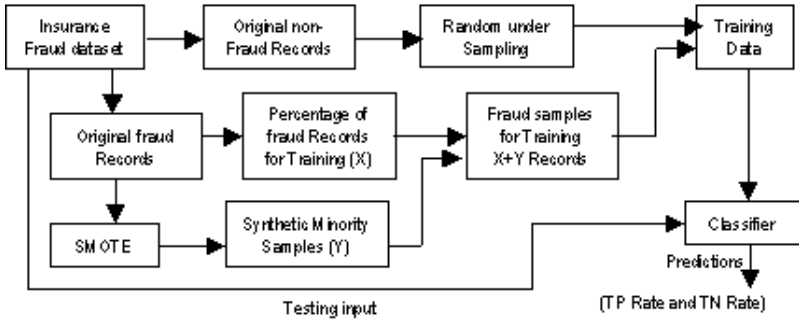 Insurance
Fraud dataset
Original non-
Fraud Records
Random under
Sampling
Training
Data
Original fraud
Records
Percentage of
fraud Records
for Training (X)
Fraud samples
for Training
X+Y Records
SMOTE
Synthetic Minority
Samples (Y)
Classifier
Predictions
Testing input
(TP Rate and TN Rate)